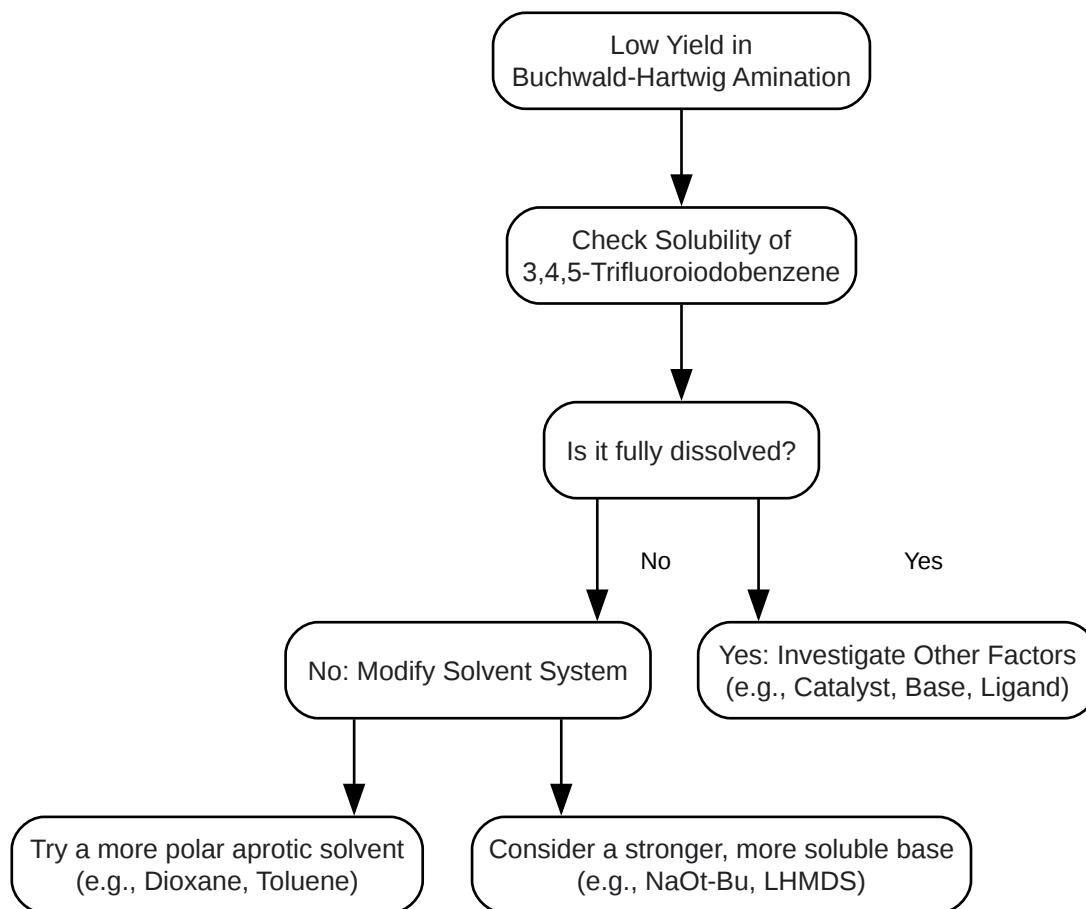 Low Yield in
Buchwald-Hartwig Amination
Check Solubility of
3,4,5-Trifluoroiodobenzene
Is it fully dissolved?
No
Yes
No: Modify Solvent System
Yes: Investigate Other Factors
(e.g., Catalyst, Base, Ligand)
Try a more polar aprotic solvent
(e.g., Dioxane, Toluene)
Consider a stronger, more soluble base
(e.g., NaOt-Bu, LHMDS)